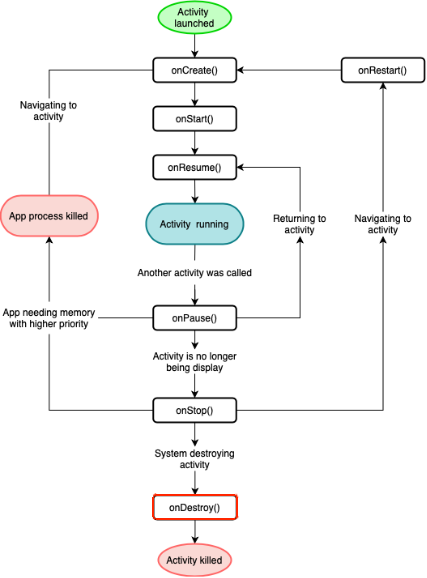 Activity
launched
onCreate()
onRestart()
Navigating to
activity
onStart()
onResume()
App process killed
Activity running
Returning to
activity
Navigating to
activity
Another activity was called
App needing memory
with higher priority
onPause()
Activity is no longer
being display
onStop()
System destroying
activity
onDestroy()
Activity killed